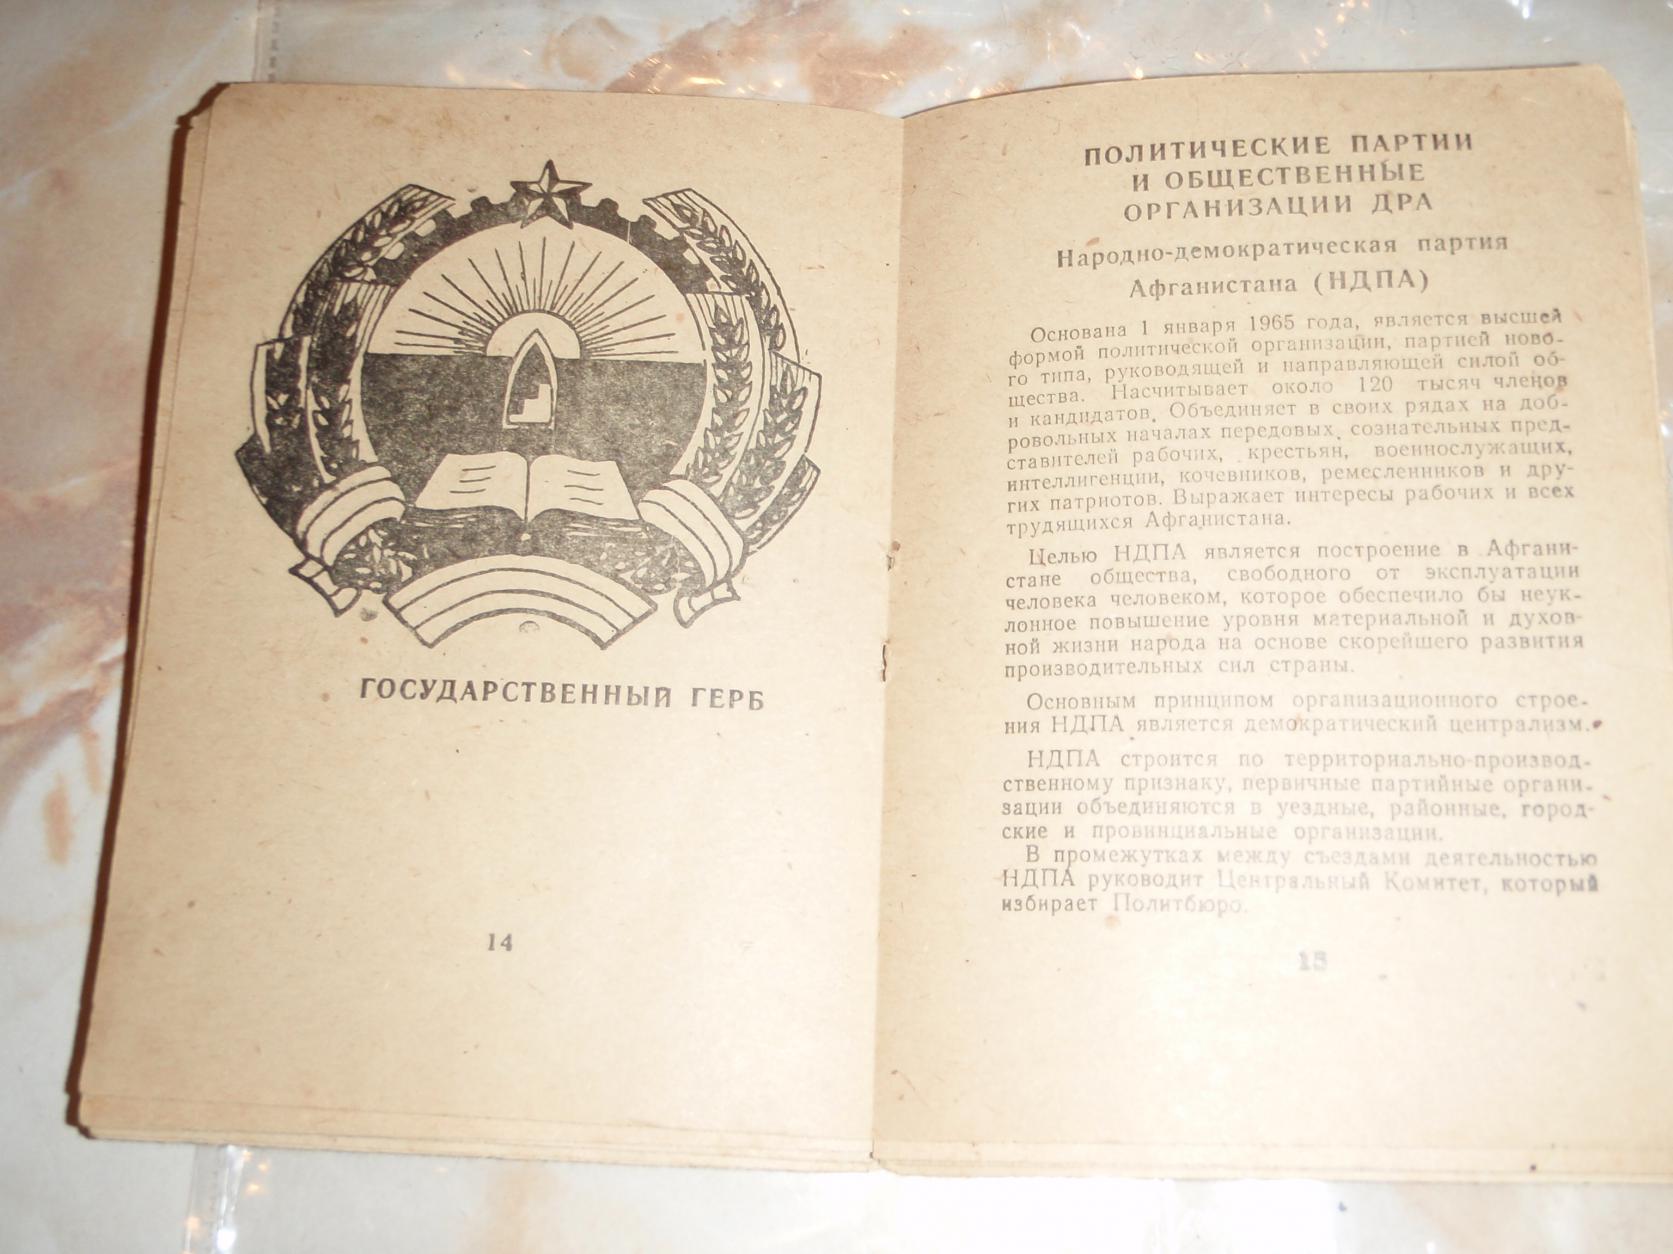 ГОСУДАРСТВЕННЫЙ ГЕРБ
14
ПОЛИТИЧЕСКИЕ ПАРТИИ
И ОБЩЕСТВЕННЫЕ
ОРГАНИЗАЦИИ ДРА
Народно-демократическая партия
Афганистана (НДПА)
Основана 1 января 1965 года, является высшей
формой политической организации, партией ново-
го типа, руководящей и направляющей силой об-
щества. Насчитывает около 120 тысяч членов
и кандидатов. Объединяет в своих рядах на доб-
ровольных началах передовых, сознательных пред-
ставителей рабочих, крестьян, военнослужащих,
интеллигенции, кочевников, ремесленников и дру-
гих патриотов. Выражает интересы рабочих и всех
трудящихся Афганистана.
Целью НДПА является построение в Афгани-
стане общества, свободного от эксплуатации
человека человеком, которое обеспечило бы неук-
лонное повышение уровня материальной и духов-
ной жизни народа на основе скорейшего развития
производительных сил страны.
Основным принципом организационного строе-
ния НДПА является демократический централизм.
НДПА строится по территориально-производ-
ственному признаку, первичные партийные органи-
зации объединяются в уездные, районные, город-
ские и провинциальные организации.
В промежутках между съездами деятельностью
НДПА руководит Центральный Комитет, который
избирает Политбюро.
15